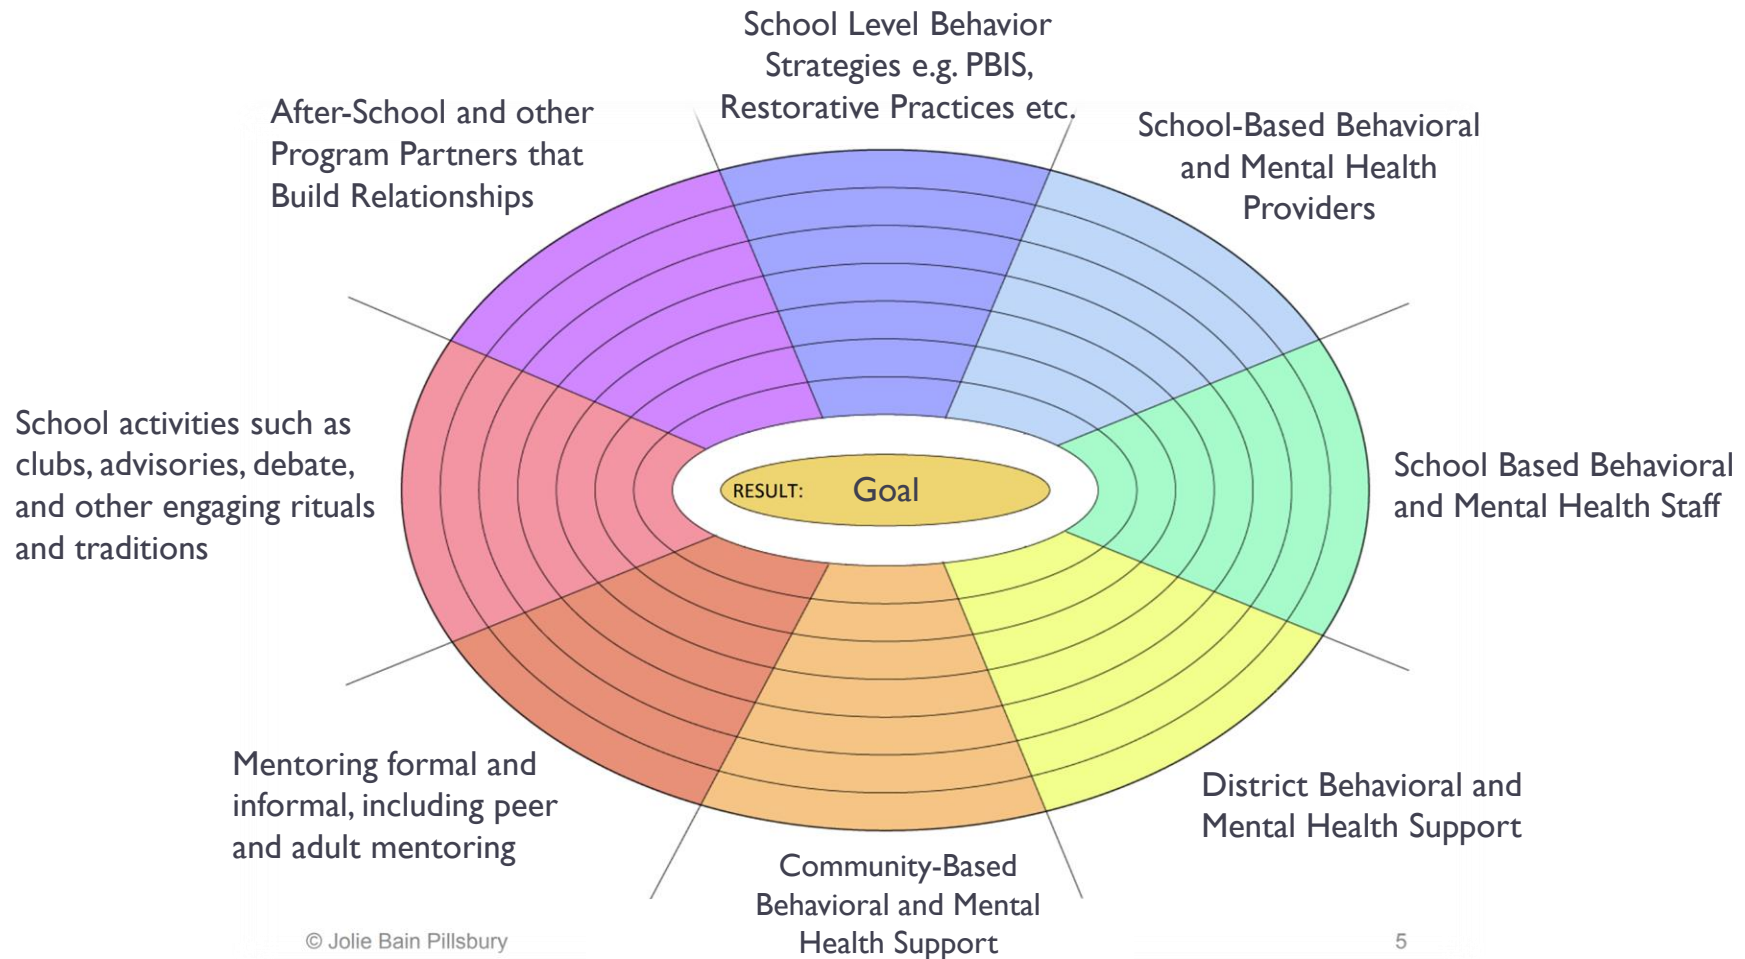 School Level Behavior
Strategies e.g. PBIS,
Restorative Practices etc.
After-School and other
Program Partners that
Build Relationships
School-Based Behavioral
and Mental Health
Providers
School activities such as
clubs, advisories, debate,
and other engaging rituals
and traditions
RESULT: Goal
School Based Behavioral
and Mental Health Staff
Mentoring formal and
informal, including peer
and adult mentoring
District Behavioral and
Mental Health Support
Community-Based
Behavioral and Mental
Health Support
© Jolie Bain Pillsbury
5